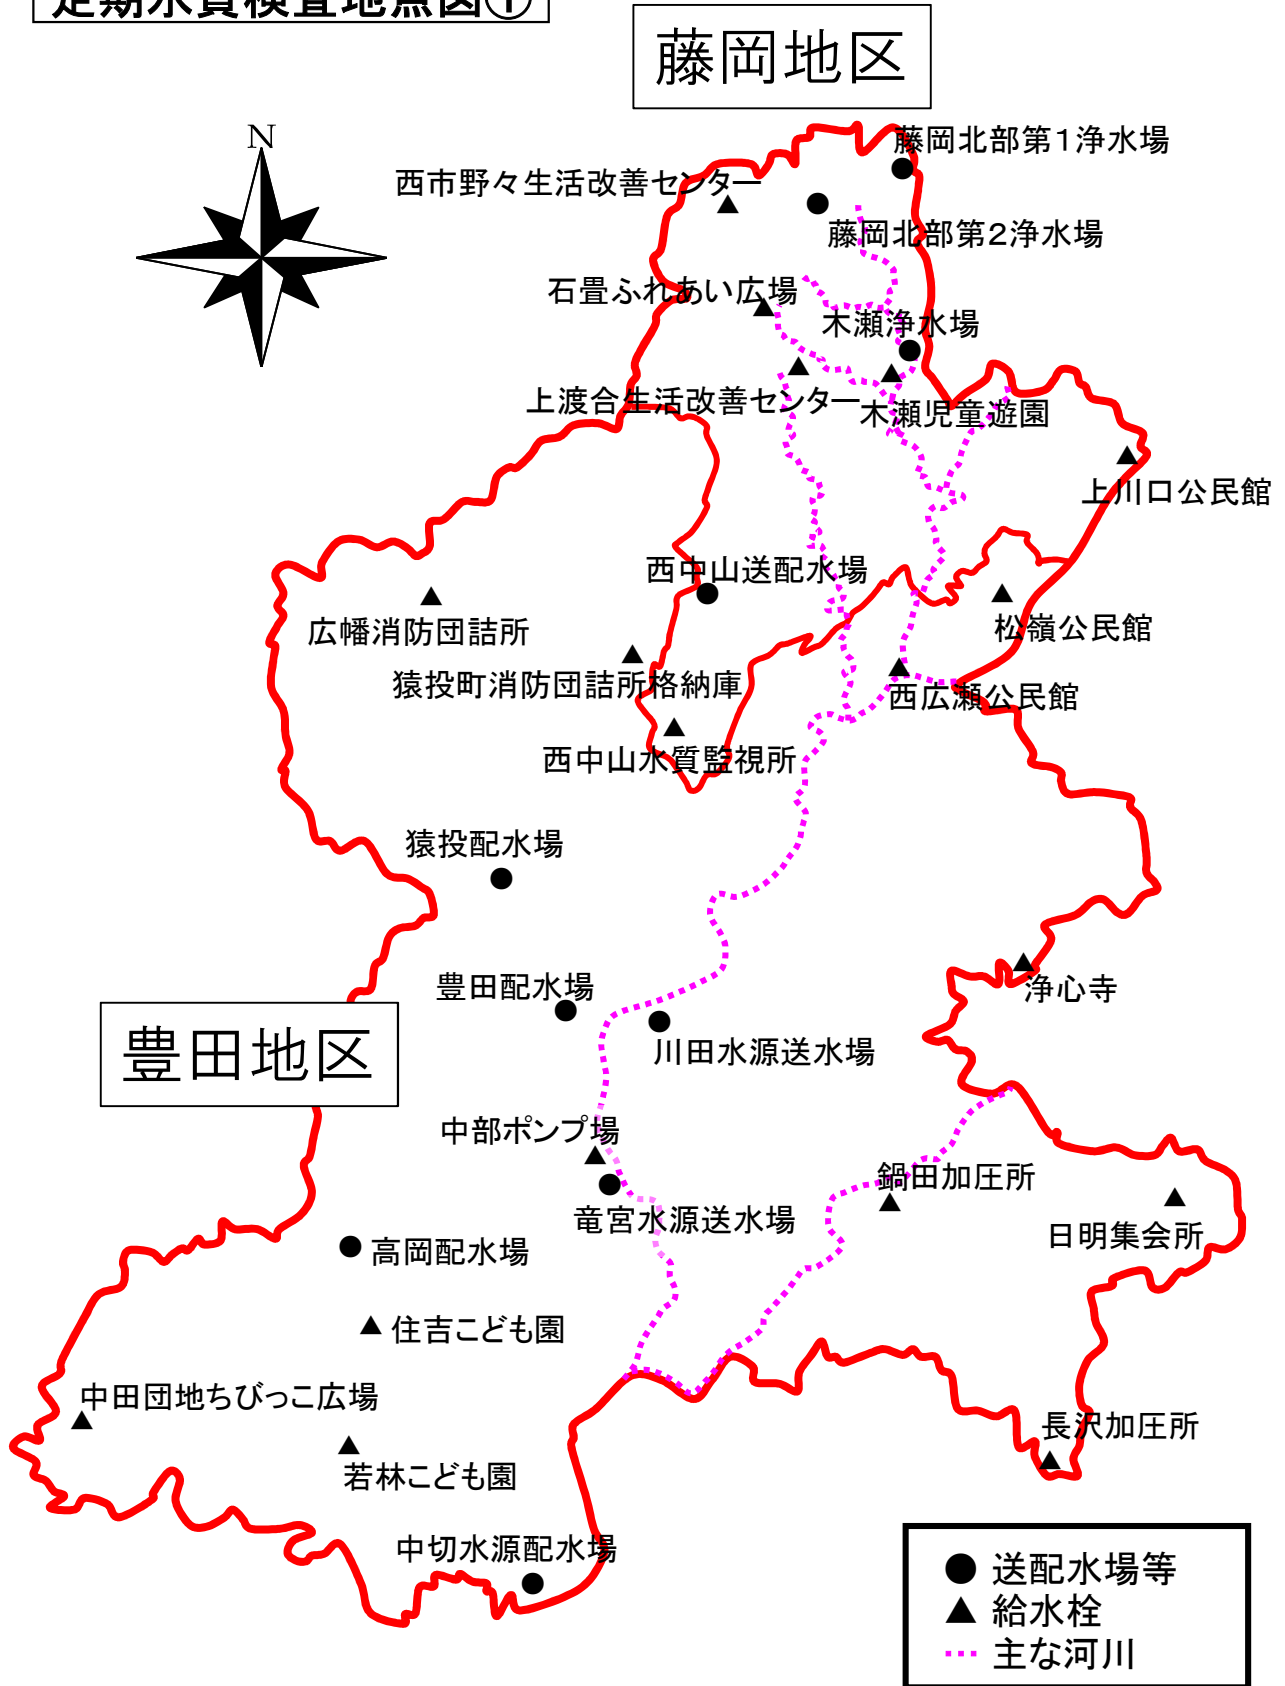 定期水質検査地点図①
藤岡地区
N
藤岡北部第1浄水場
西市野々生活改善センター
藤岡北部第2浄水場
石畳ふれあい広場
木瀬浄水場
上渡合生活改善センター
木瀬児童遊園
上川口公民館
西中山送配水場
広幡消防団詰所
松嶺公民館
猿投町消防団詰所格納庫
西広瀬公民館
西中山水質監視所
猿投配水場
豊田配水場
浄心寺
豊田地区
川田水源送水場
中部ポンプ場
鍋田加圧所
竜宮水源送水場
日明集会所
高岡配水場
住吉こども園
中田団地ちびっこ広場
長沢加圧所
若林こども園
中切水源配水場
●送配水場等
▲給水栓
主な河川